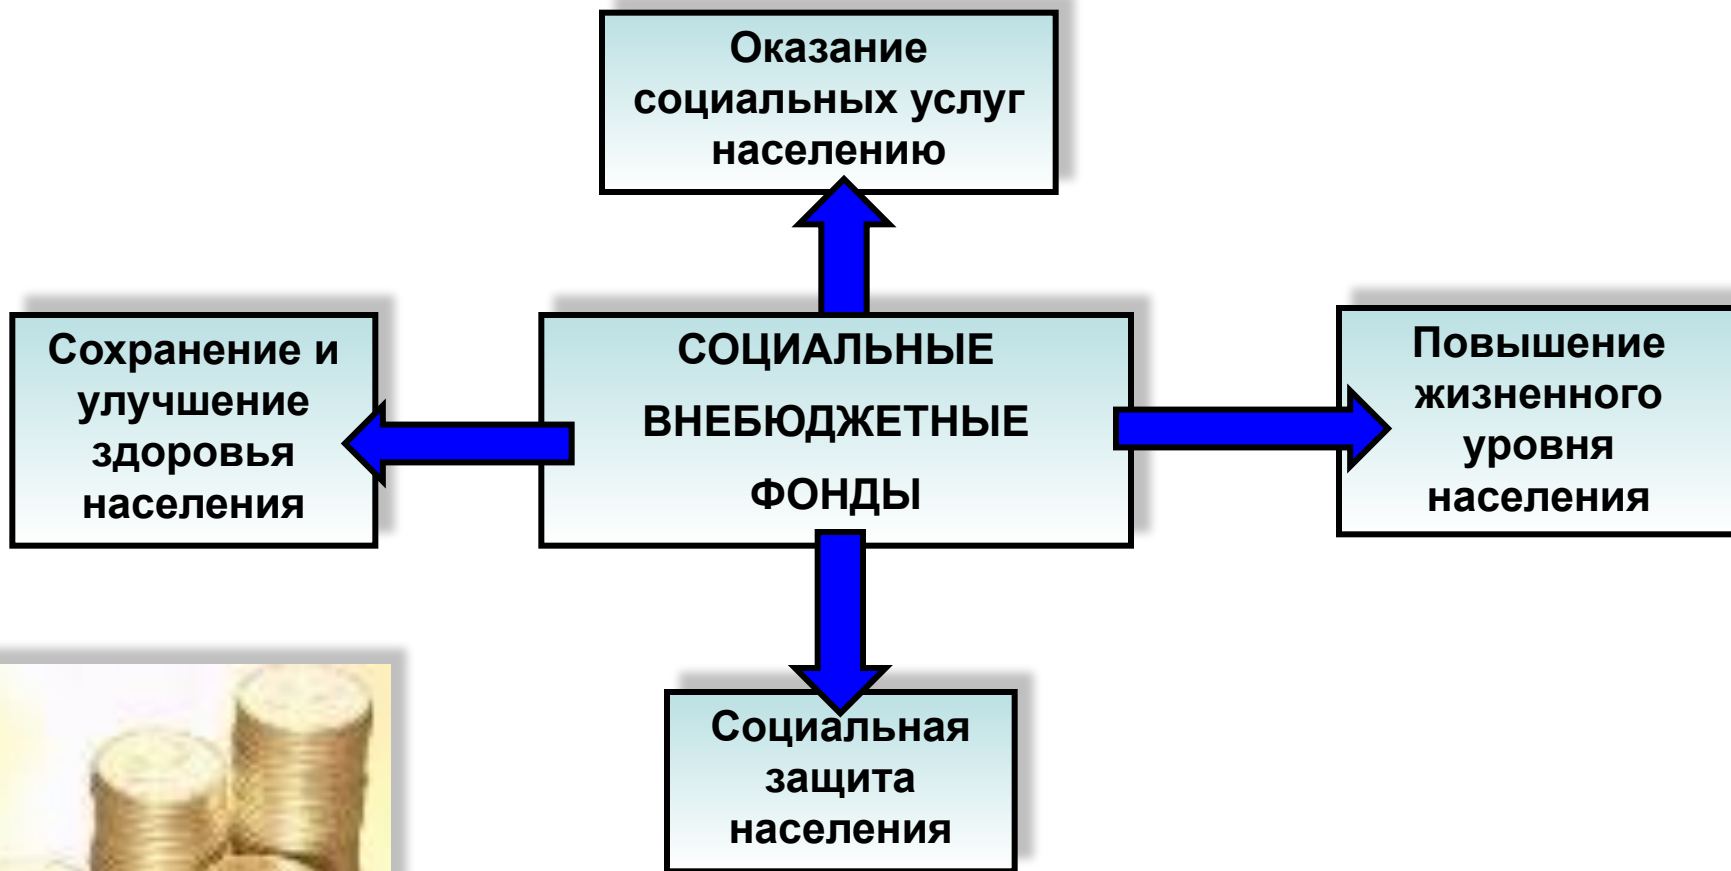 Оказание
социальных услуг
населению
Сохранение и
улучшение
здоровья
населения
СОЦИАЛЬНЫЕ
ВНЕБЮДЖЕТНЫЕ
ФОНДЫ
Повышение
жизненного
уровня
населения
Социальная
защита
населения